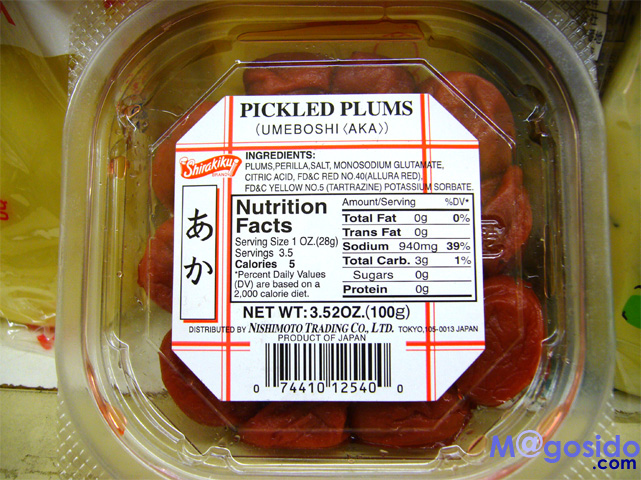 PICKLED PLUMS
(UMEBOSHI〈AKA〉)
Shirakiku
BRAND
INGREDIENTS:
PLUMS,PERILLA,SALT, MONOSODIUM GLUTAMATE,
CITRIC ACID, FD&C RED NO.40(ALLURA RED),
FD&C YELLOW NO.5 (TARTRAZINE) POTASSIUM SORBATE.
あか
Nutrition
Facts
Serving Size 1 OZ.(28g)
Servings 3.5
Calories 5
*Percent Daily Values
(DV) are based on a
2,000 calorie diet.
Amount/Serving %DV*
Total Fat 0g 0%
Trans Fat 0g
Sodium 940mg 39%
Total Carb. 3g 1%
Sugars 0g
Protein 0g
NET WT:3.52OZ.(100g)
DISTRIBUTED BY NISHIMOTO TRADING CO., LTD. TOKYO,105-0013 JAPAN
PRODUCT OF JAPAN
0 74410 12540 0
M@gosido
.com